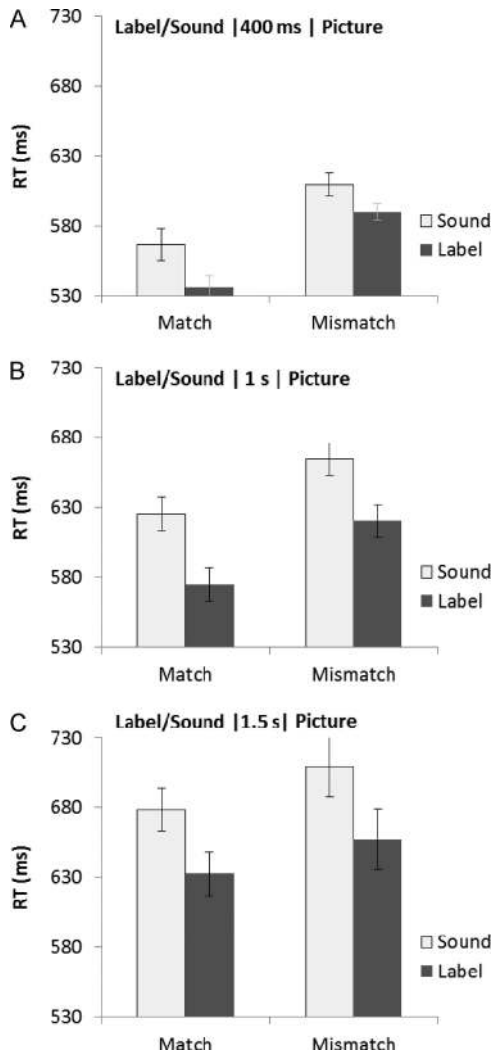 A
Label/Sound |400 ms | Picture
730
680
630
580
530
RT (ms)
Sound
Label
Match Mismatch
B
Label/Sound | 1 s | Picture
730
680
630
580
530
RT (ms)
Sound
Label
Match Mismatch
C
Label/Sound |1.5 s| Picture
730
680
630
580
530
RT (ms)
Sound
Label
Match Mismatch